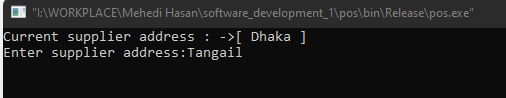 "I:\WORKPLACE\Mehedi Hasan\software_development_1\pos\bin\Release\pos.exe"
Current supplier address : ->[ Dhaka ]
Enter supplier address:Tangail